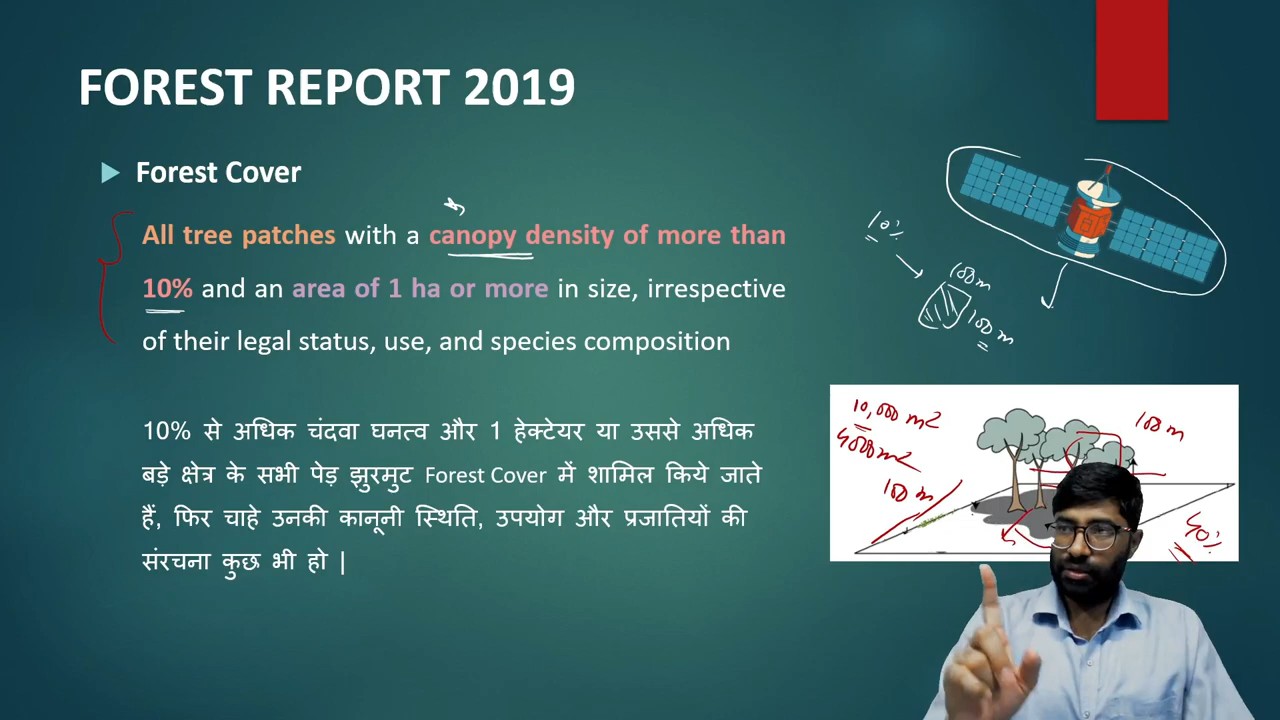 FOREST REPORT 2019
Forest Cover
All tree patches with a canopy density of more than
10% and an area of 1 ha or more in size, irrespective
of their legal status, use, and species composition
10% से अधिक चंदवा घनत्व और 1 हेक्टेयर या उससे अधिक
बड़े क्षेत्र के सभी पेड़ झुरमुट Forest Cover में शामिल किये जाते
हैं, फिर चाहे उनकी कानूनी स्थिति, उपयोग और प्रजातियों की
संरचना कुछ भी हो |
10%
100m
100m
10,000 m2
4000m2
100m
100m
40%